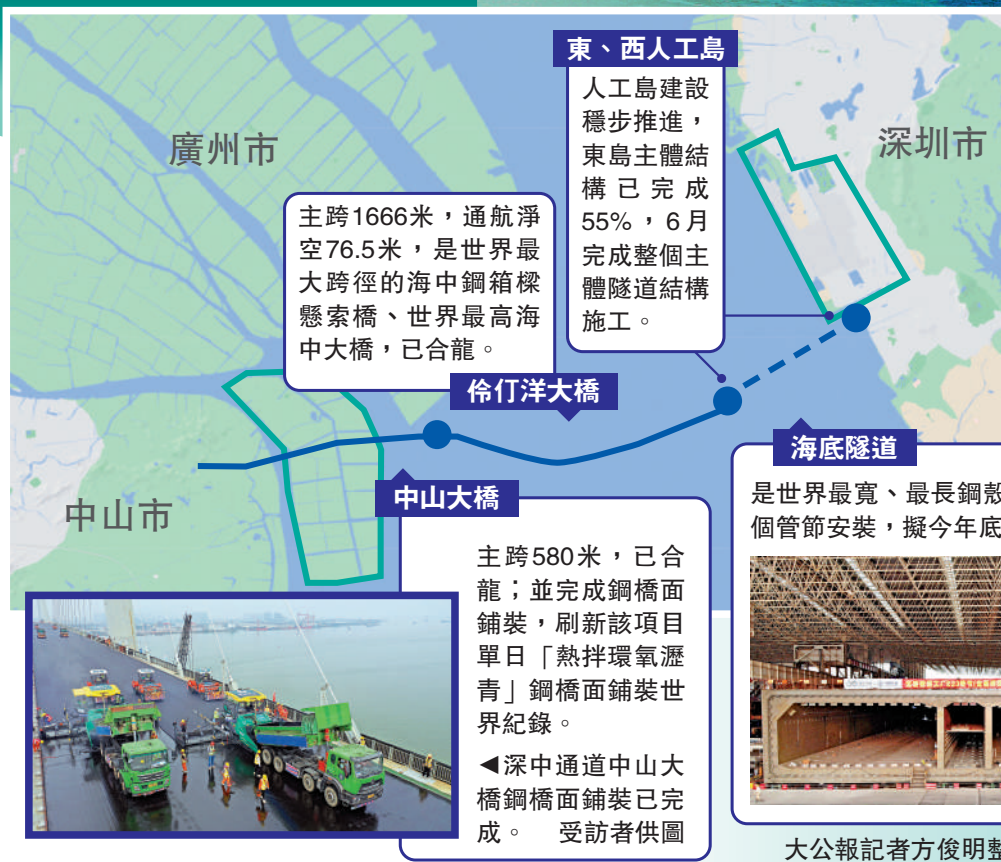 東、西人工島
人工島建設
穩步推進，
東島主體結
構已完成
55%，6月
完成整個主
體隧道結構
施工。
廣州市
深圳市
主跨1666米，通航淨
空76.5米，是世界最
大跨徑的海中鋼箱樑
懸索橋、世界最高海
中大橋，已合龍。
伶仃洋大橋
中山市
中山大橋
主跨580米，已合
龍；並完成鋼橋面
鋪裝，刷新該項目
單日「熱拌環氧瀝
青」鋼橋面鋪裝世
界紀錄。
◀深中通道中山大
橋鋼橋面鋪裝已完
成。 受訪者供圖
海底隧道
是世界最寬、最長鋼殼
個管節安裝，擬今年底
大公報記者方俊明整